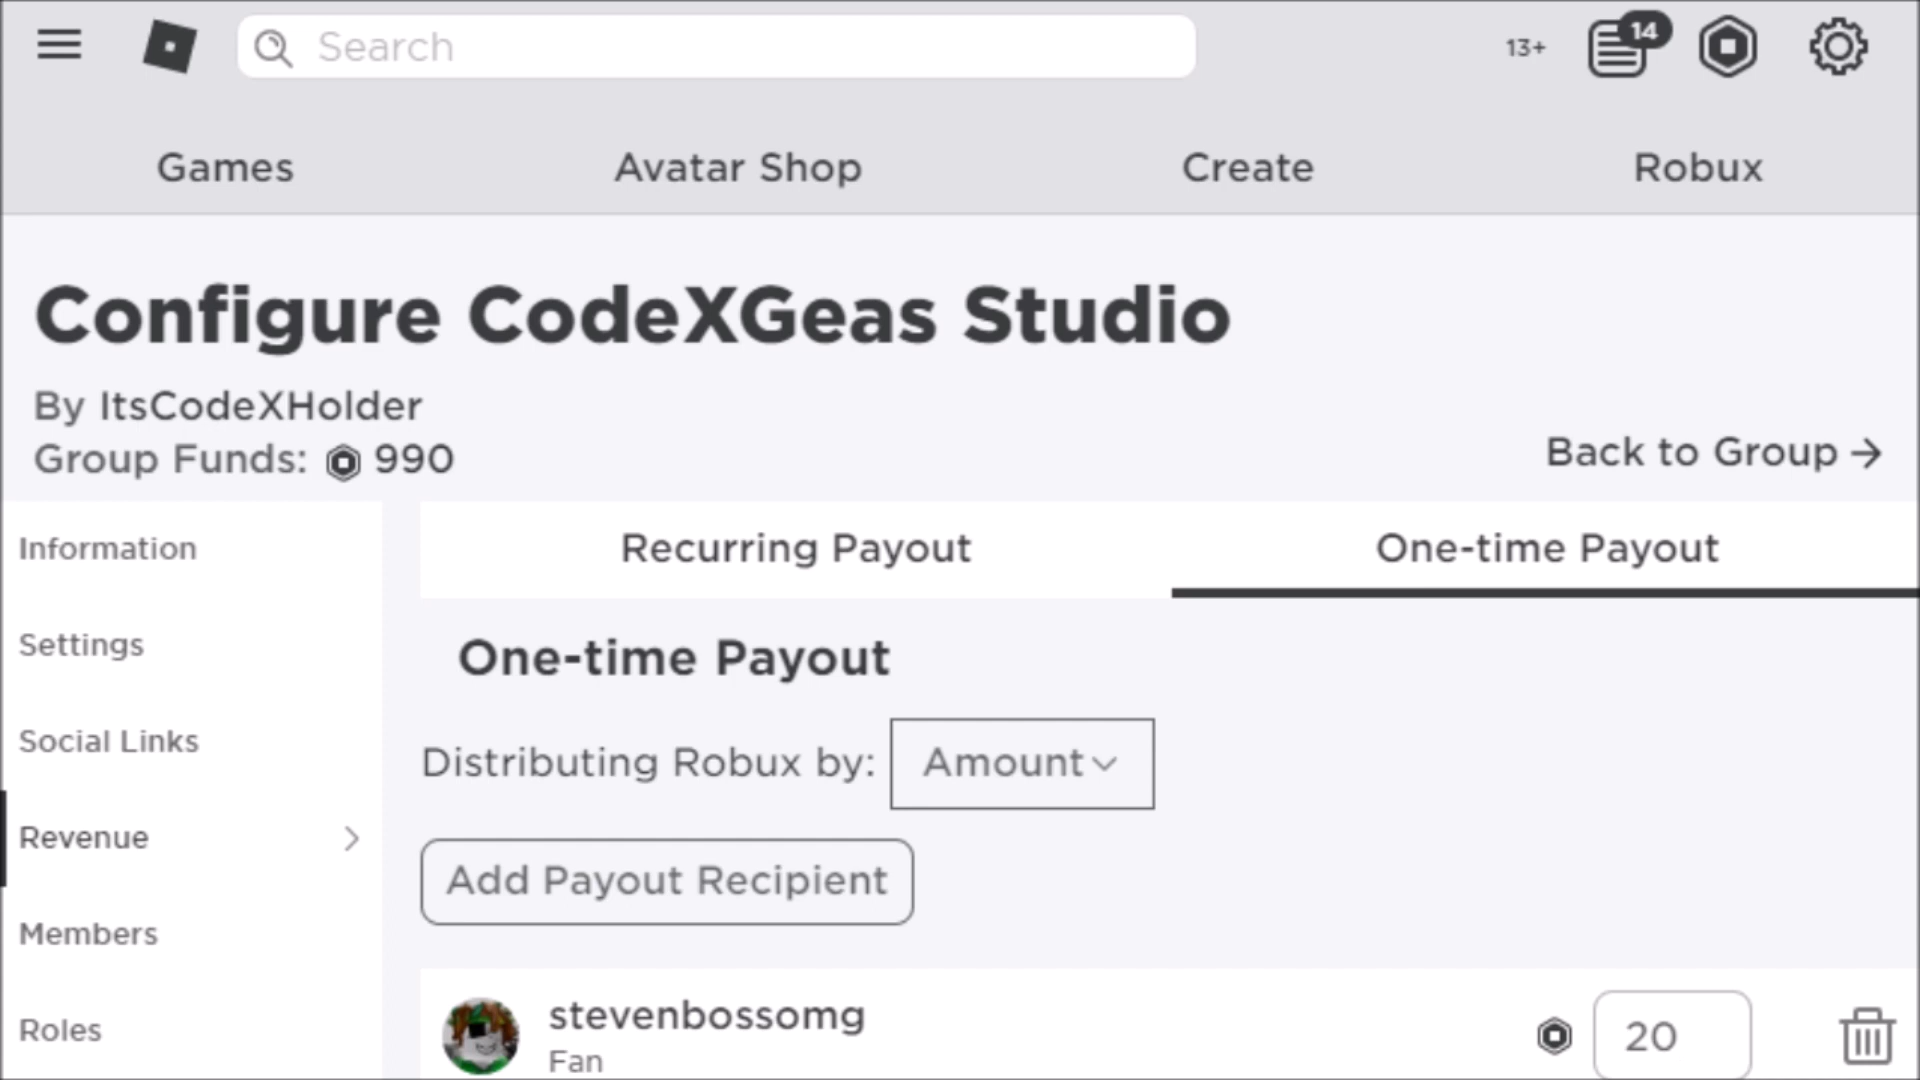 Search
13+
14
Games
Avatar Shop
Create
Robux
Configure CodeXGeas Studio
By ItsCodeXHolder
Group Funds: 990
Back to Group →
Information
Settings
Social Links
Revenue
Members
Roles
Recurring Payout
One-time Payout
One-time Payout
Distributing Robux by: Amount
Add Payout Recipient
stevenbossomg
Fan
20